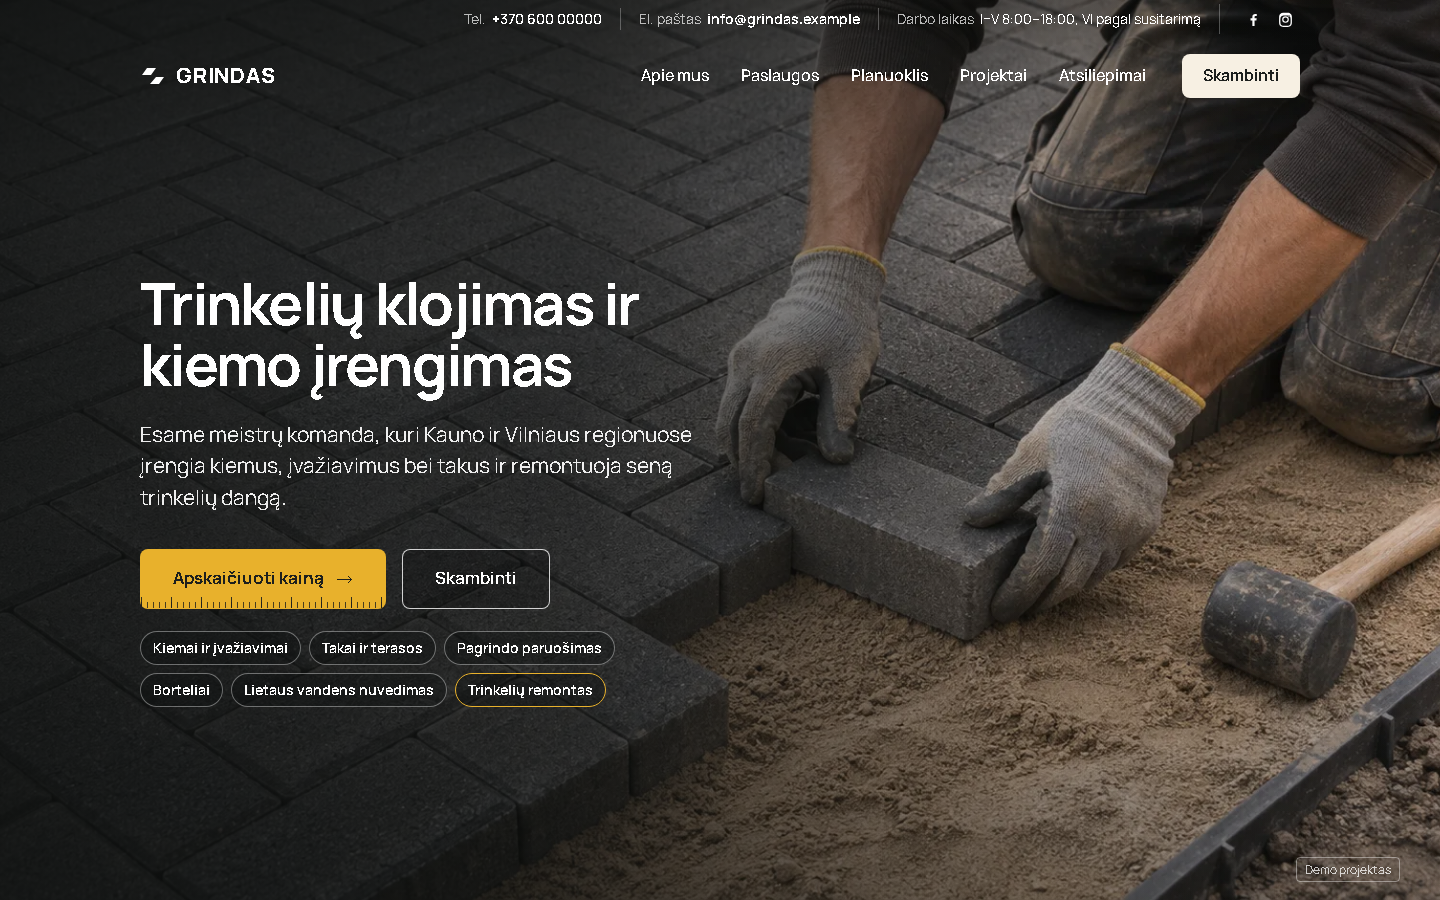 Tel. +370 600 00000
El. paštas info@grindas.example
Darbo laikas I–V 8:00–18:00, VI pagal susitarimą
GRINDAS
Apie mus
Paslaugos
Planuoklis
Projektai
Atsiliepimai
Skambinti
Trinkelių klojimas ir
kiemo įrengimas
Esame meistrų komanda, kuri Kauno ir Vilniaus regionuose
įrengia kiemus, įvažiavimus bei takus ir remontuoja seną
trinkelių dangą.
Apskaičiuoti kainą →
Skambinti
Kiemai ir įvažiavimai
Takai ir terasos
Pagrindo paruošimas
Borteliai
Lietaus vandens nuvedimas
Trinkelių remontas
Demo projektas